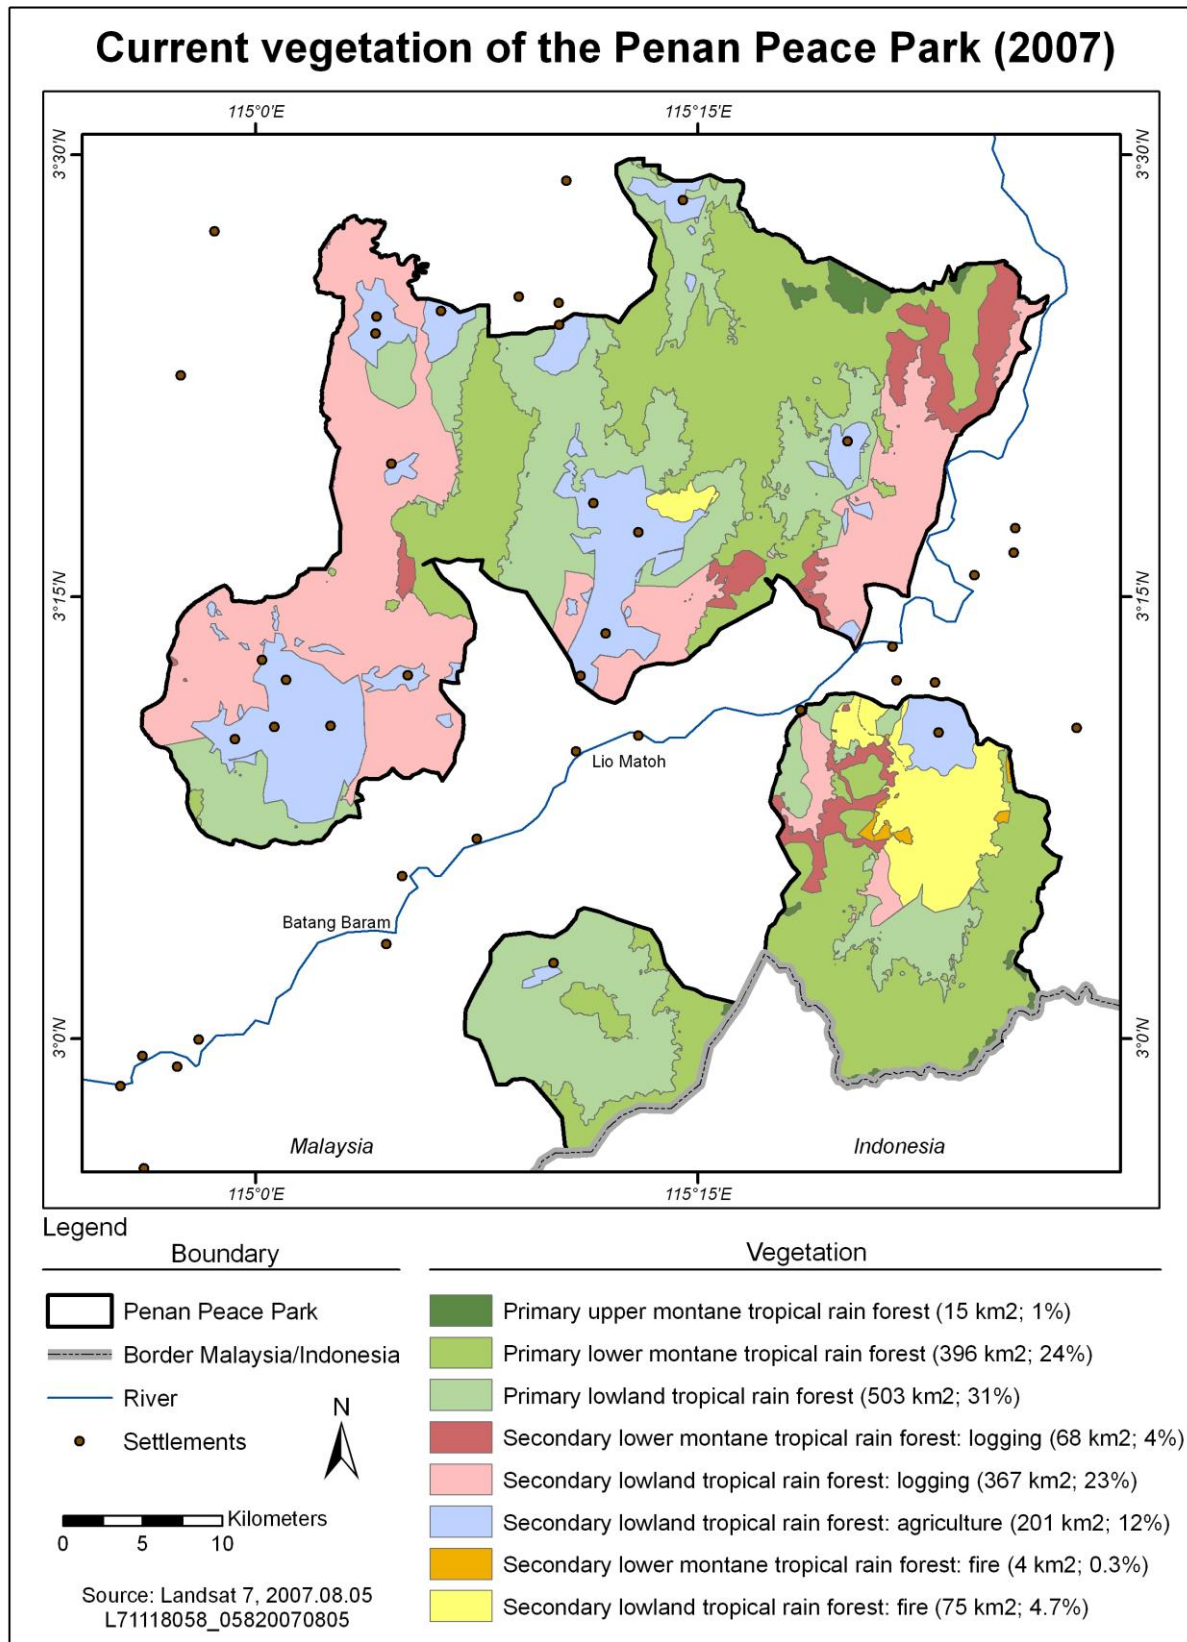 Current vegetation of the Penan Peace Park (2007)
115°0'E
115°15'E
3°30'N
3°30'N
3°15'N
3°15'N
Lio Matoh
Batang Baram
3°0'N
3°0'N
Malaysia
Indonesia
115°0'E
115°15'E
Legend
Boundary
Penan Peace Park
Border Malaysia/Indonesia
River
Settlements
N
Kilometers
0 5 10
Source: Landsat 7, 2007.08.05
L71118058_05820070805
Vegetation
Primary upper montane tropical rain forest (15 km2; 1%)
Primary lower montane tropical rain forest (396 km2; 24%)
Primary lowland tropical rain forest (503 km2; 31%)
Secondary lower montane tropical rain forest: logging (68 km2; 4%)
Secondary lowland tropical rain forest: logging (367 km2; 23%)
Secondary lowland tropical rain forest: agriculture (201 km2; 12%)
Secondary lower montane tropical rain forest: fire (4 km2; 0.3%)
Secondary lowland tropical rain forest: fire (75 km2; 4.7%)